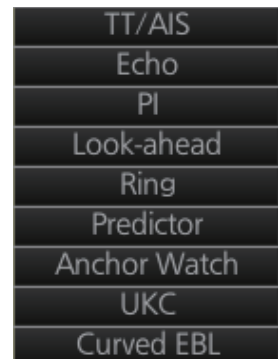 TT/AIS
Echo
PI
Look-ahead
Ring
Predictor
Anchor Watch
UKC
Curved EBL